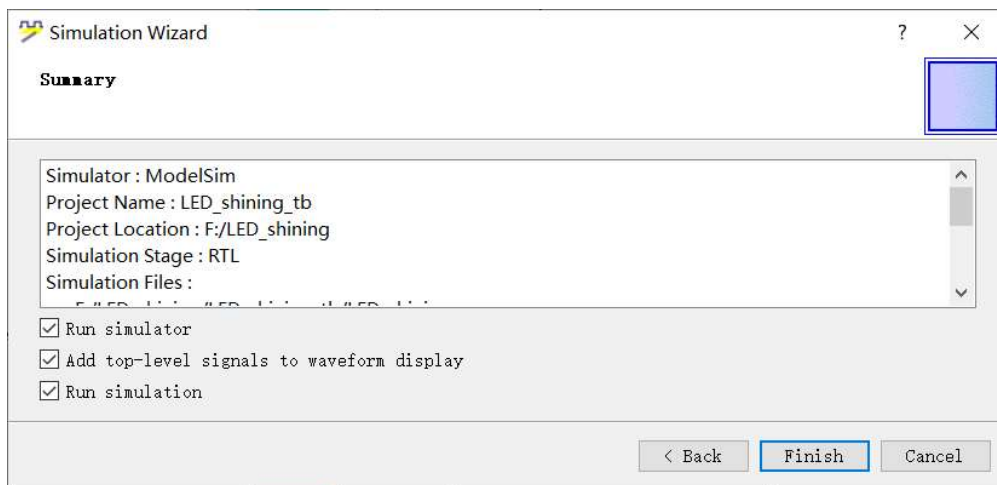 Simulation Wizard
?
Summary
Simulator : ModelSim
Project Name : LED_shining_tb
Project Location : F:/LED_shining
Simulation Stage : RTL
Simulation Files :
Run simulator
Add top-level signals to waveform display
Run simulation
< Back
Finish
Cancel